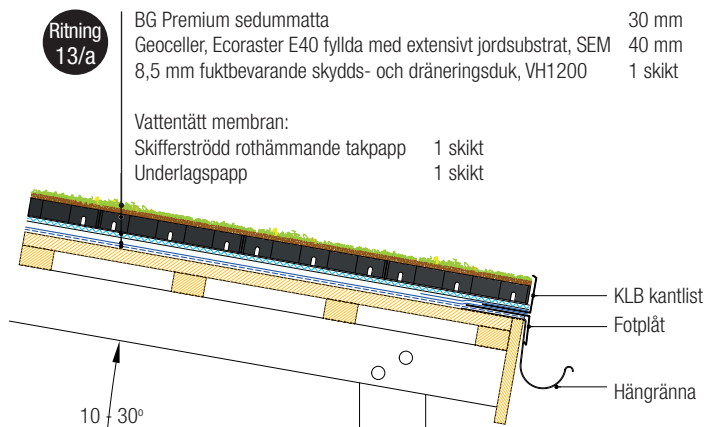 Ritning
13/a
BG Premium sedummatta 30 mm
Geoceller, Ecoraster E40 fyllda med extensivt jordsubstrat, SEM 40 mm
8,5 mm fuktbevarande skydds- och dräneringsduk, VH1200 1 skikt
Vattentätt membran:
Skifferströdd rothämmande takpapp 1 skikt
Underlagspapp 1 skikt
KLB kantlist
Fotplåt
Hängränna
10 - 30º